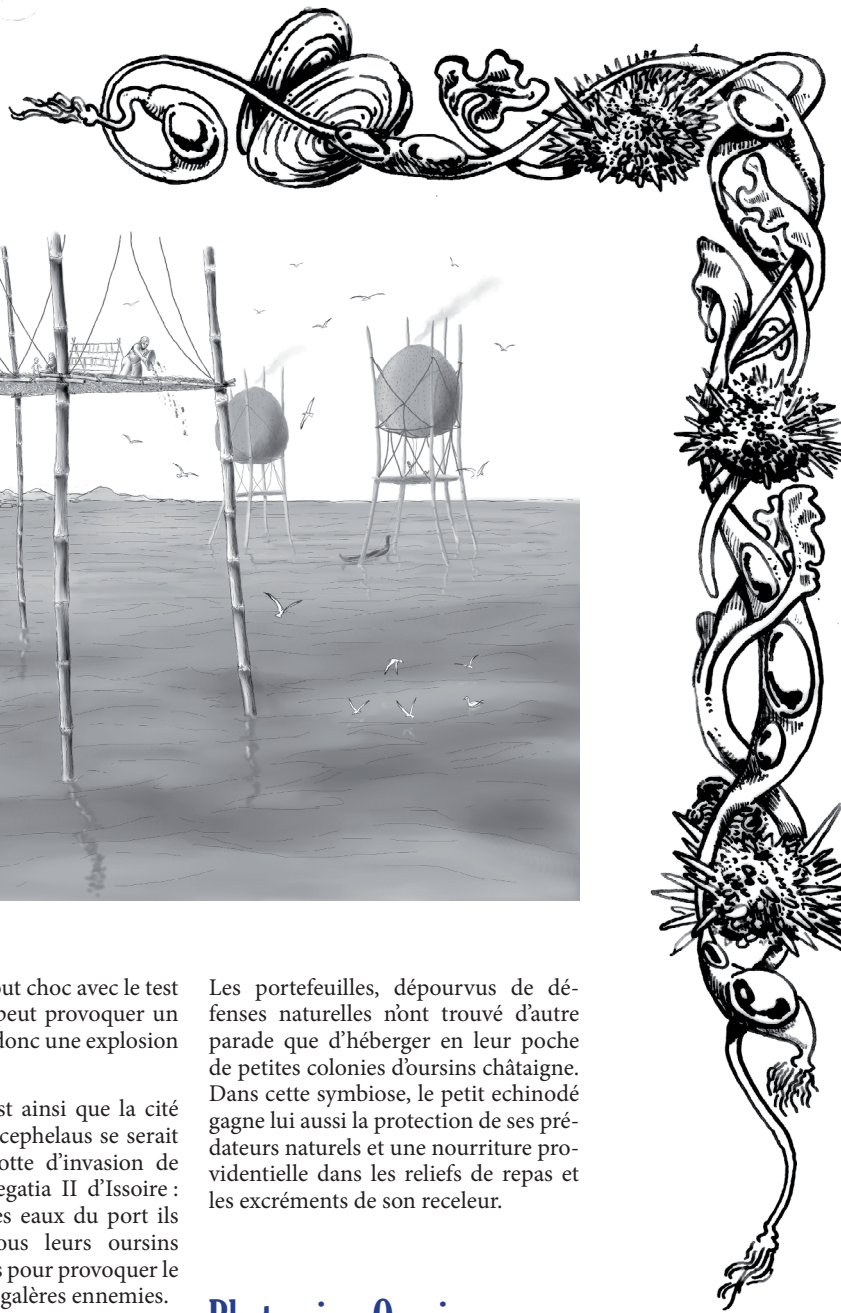 out choc avec le test
peut provoquer un
donc une explosion
st ainsi que la cité
cephelaus se serait
otte d'invasion de
egatia II d'Issoire :
es eaux du port ils
ous leurs oursins
s pour provoquer le
galères ennemies.
Les portefeuilles, dépourvus de dé-
fenses naturelles n'ont trouvé d'autre
parade que d'héberger en leur poche
de petites colonies d'oursins châtaigne.
Dans cette symbiose, le petit echinodé
gagne lui aussi la protection de ses pré-
dateurs naturels et une nourriture pro-
videntielle dans les reliefs de repas et
les excréments de son receleur.